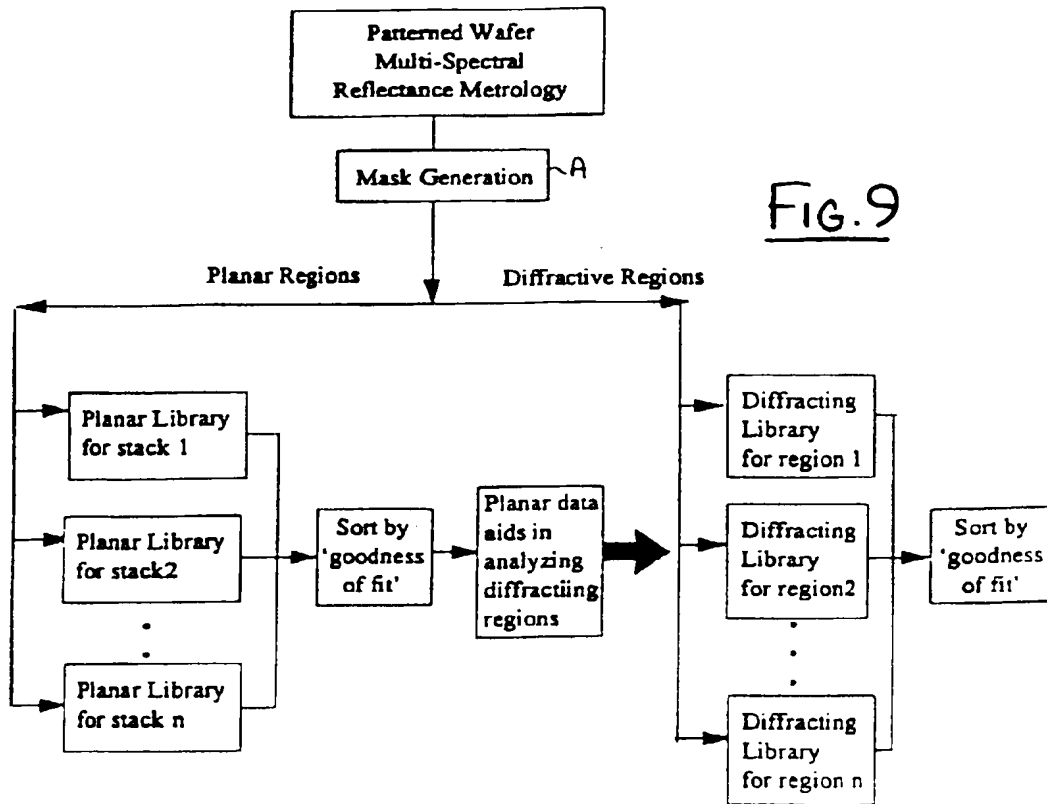 Patterned Wafer
Multi-Spectral
Reflectance Metrology
Mask Generation
A
FIG. 9
Planar Regions
Diffractive Regions
Planar Library
for stack 1
Planar Library
for stack2
Planar Library
for stack n
Sort by
'goodness
of fit'
Planar data
aids in
analyzing
diffractiing
regions
Diffracting
Library
for region 1
Diffracting
Library
for region2
Diffracting
Library
for region n
Sort by
'goodness
of fit'